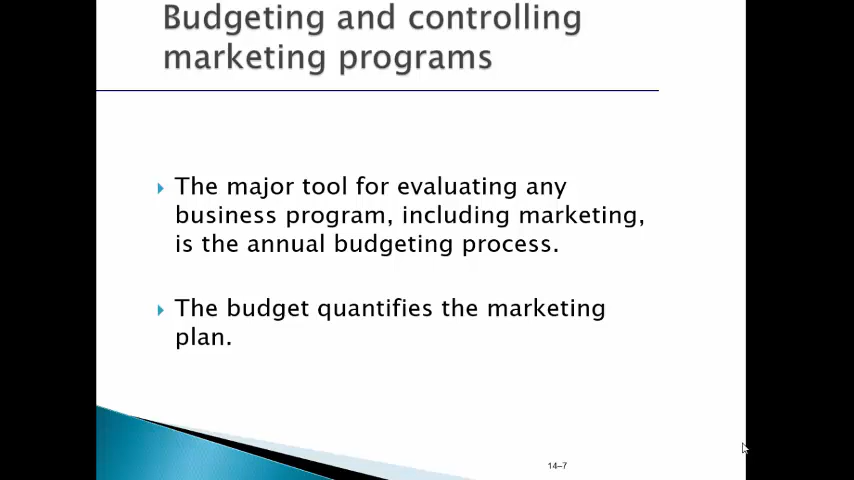 Budgeting and controlling
marketing programs
The major tool for evaluating any
business program, including marketing,
is the annual budgeting process.
The budget quantifies the marketing
plan.
14–7